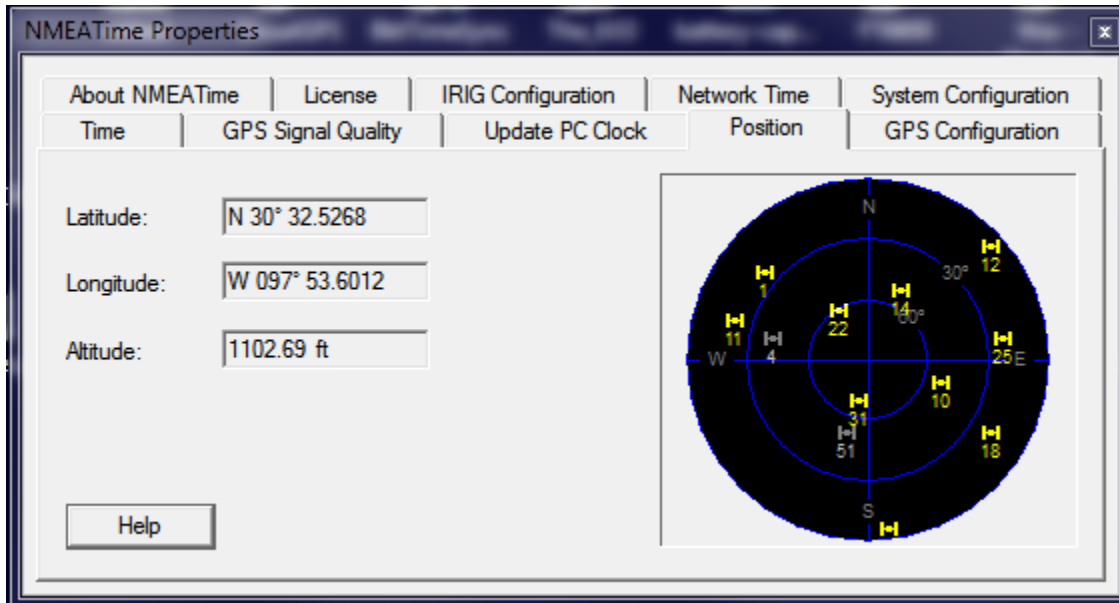 NMEATime Properties
About NMEATime License IRIG Configuration Network Time System Configuration
Time GPS Signal Quality Update PC Clock Position GPS Configuration
Latitude: N 30° 32.5268
Longitude: W 097° 53.6012
Altitude: 1102.69 ft
Help
N
12
30°
1
14
60°
22
11
W
4
25
E
10
31
51
18
S